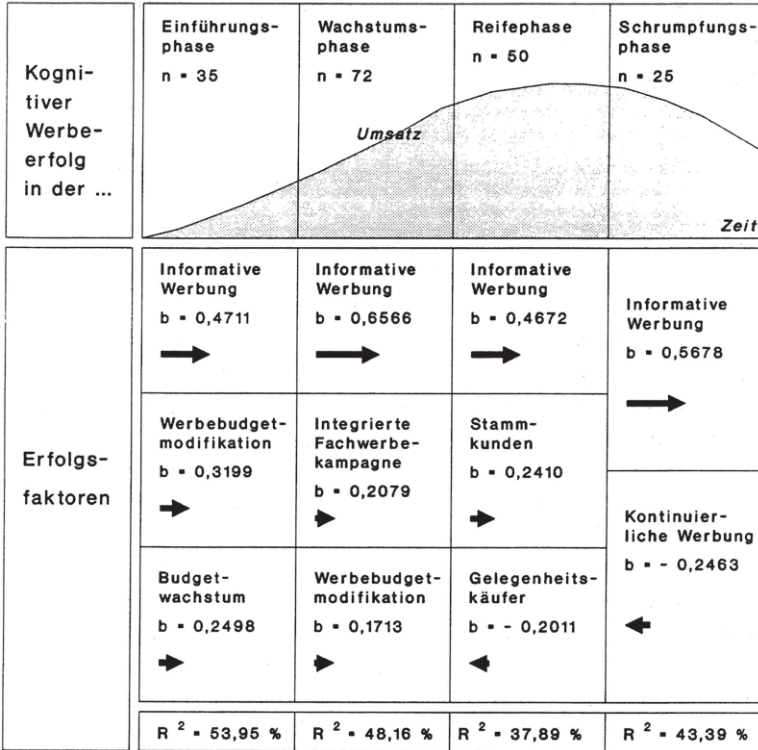 Kogni-
tiver
Werbe-
erfolg
in der ...
Einführungs-
phase
n = 35
Wachstums-
phase
n = 72
Reifephase
n = 50
Schrumpfungs-
phase
n = 25
Umsatz
Zeit
Erfolgs-
faktoren
Informative
Werbung
b = 0,4711
Informative
Werbung
b = 0,6566
Informative
Werbung
b = 0,4672
Informative
Werbung
b = 0,5678
Werbebudget-
modifikation
b = 0,3199
Integrierte
Fachwerbe-
kampagne
b = 0,2079
Stamm-
kunden
b = 0,2410
Kontinuier-
liche Werbung
b = - 0,2463
Budget-
wachstum
b = 0,2498
Werbebudget-
modifikation
b = 0,1713
Gelegenheits-
käufer
b = - 0,2011
R 2 = 53,95 %
R 2 = 48,16 %
R 2 = 37,89 %
R 2 = 43,39 %